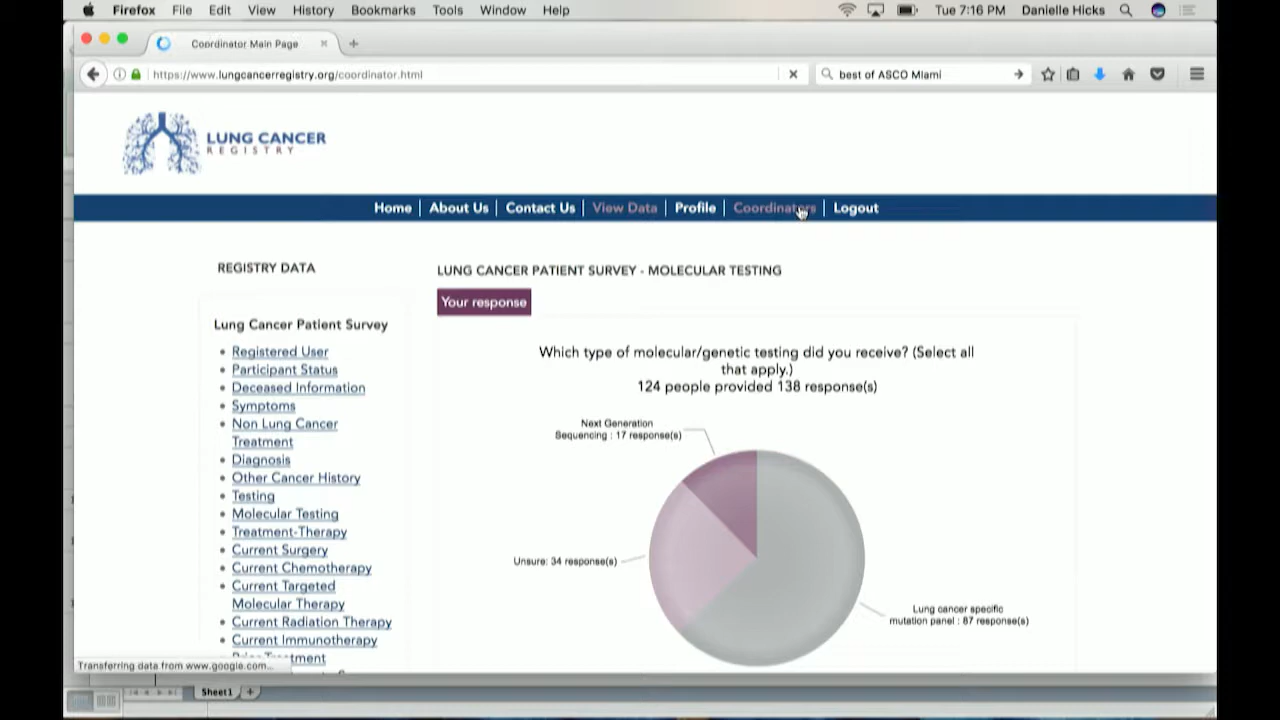 Firefox File Edit View History Bookmarks Tools Window Help Tue 7:16 PM Danielle Hicks
Coordinator Main Page
https://www.lungcancerregistry.org/coordinator.html best of ASCO Miami
LUNG CANCER
REGISTRY
Home About Us Contact Us View Data Profile Coordinators Logout
REGISTRY DATA
Lung Cancer Patient Survey
Registered User
Participant Status
Deceased Information
Symptoms
Non Lung Cancer
Treatment
Diagnosis
Other Cancer History
Testing
Molecular Testing
Treatment-Therapy
Current Surgery
Current Chemotherapy
Current Targeted
Molecular Therapy
Current Radiation Therapy
Current Immunotherapy
LUNG CANCER PATIENT SURVEY - MOLECULAR TESTING
Your response
Which type of molecular/genetic testing did you receive? (Select all
that apply.)
124 people provided 138 response(s)
Next Generation
Sequencing : 17 response(s)
Unsure: 34 response(s)
Lung cancer specific
mutation panel : 87 response(s)
Transferring data from www.google.com...
Sheet1